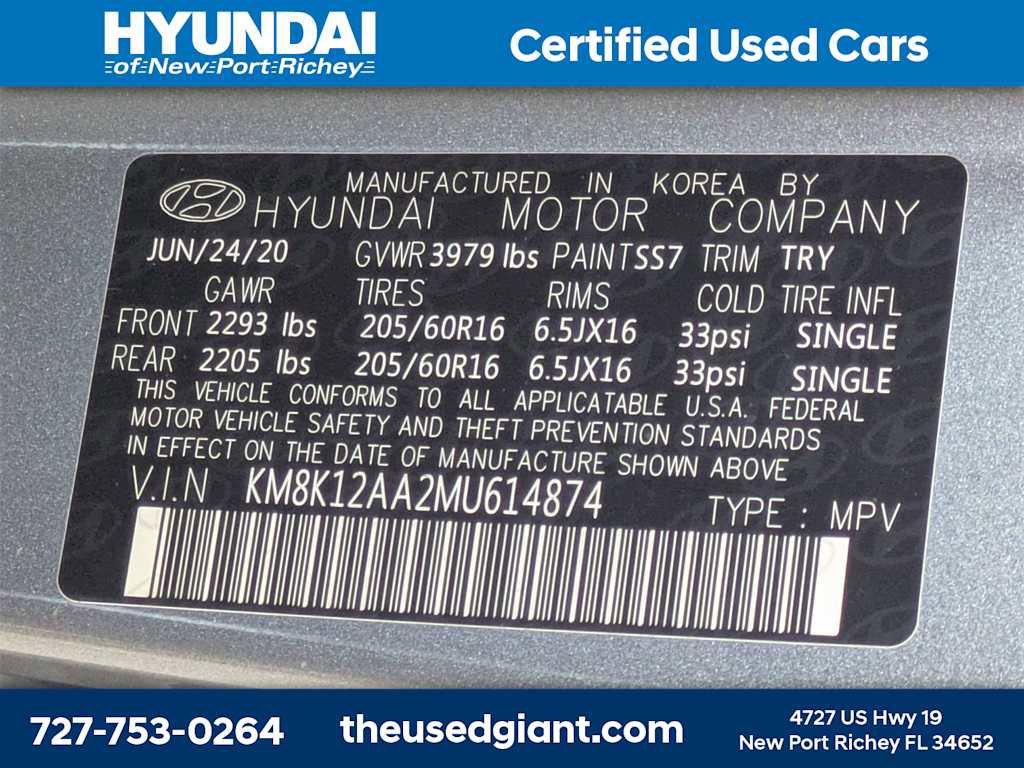 HYUNDAI
of New Port Richey
Certified Used Cars
MANUFACTURED IN KOREA BY
HYUNDAI MOTOR COMPANY
JUN/24/20 GVWR 3979 lbs PAINT SS7 TRIM TRY
GAWR TIRES RIMS COLD TIRE INFL
FRONT 2293 lbs 205/60R16 6.5JX16 33psi SINGLE
REAR 2205 lbs 205/60R16 6.5JX16 33psi SINGLE
THIS VEHICLE CONFORMS TO ALL APPLICATABLE U.S.A. FEDERAL
MOTOR VEHICLE SAFETY AND THEFT PREVENTION STANDARDS
IN EFFECT ON THE DATE OF MANUFACTURE SHOWN ABOVE
V.I.N KM8K12AA2MU614874 TYPE : MPV
727-753-0264
theusedgiant.com
4727 US Hwy 19
New Port Richey FL 34652